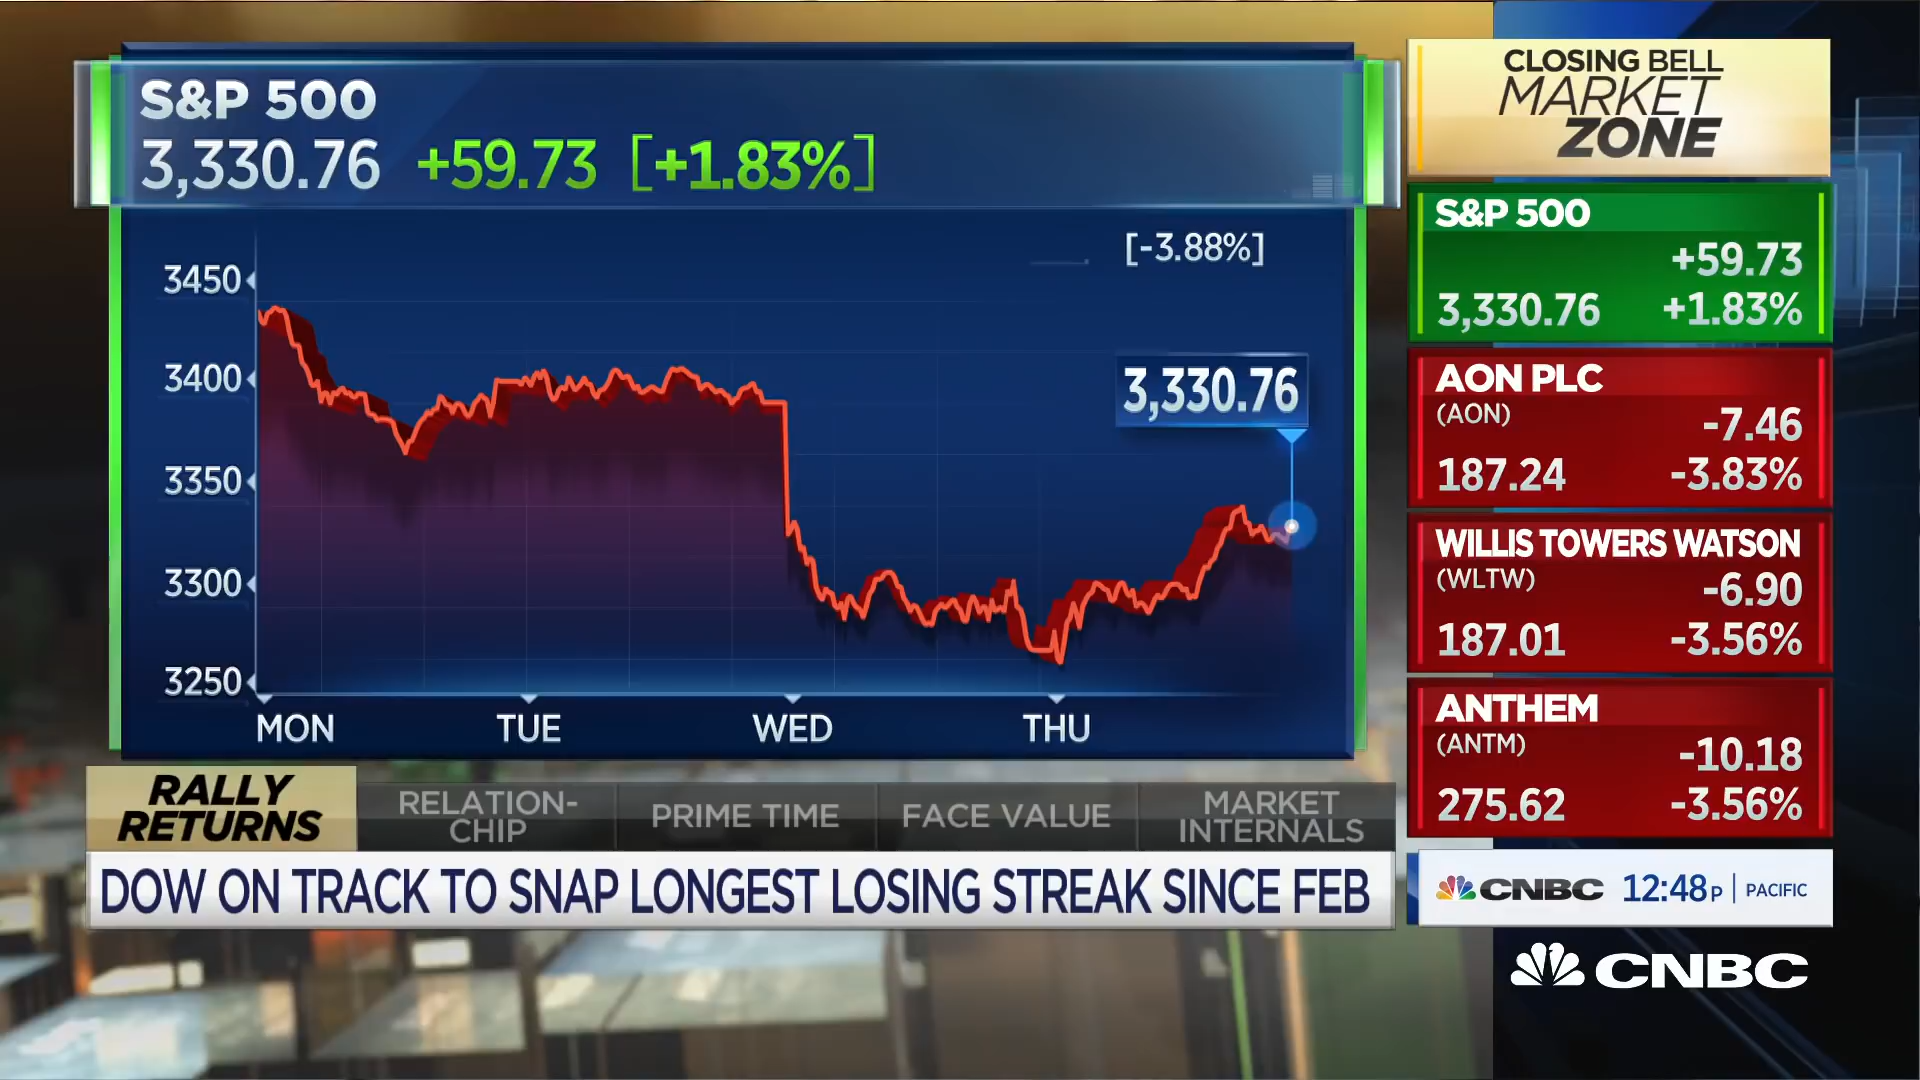 S&P 500
3,330.76 +59.73 [+1.83%]
[-3.88%]
3450
3400
3350
3300
3250
3,330.76
MON TUE WED THU
RALLY
RETURNS
RELATION-
CHIP
PRIME TIME
FACE VALUE
MARKET
INTERNALS
DOW ON TRACK TO SNAP LONGEST LOSING STREAK SINCE FEB
CLOSING BELL
MARKET
ZONE
S&P 500
+59.73
3,330.76 +1.83%
AON PLC
(AON)
-7.46
187.24 -3.83%
WILLIS TOWERS WATSON
(WLTW)
-6.90
187.01 -3.56%
ANTHEM
(ANTM)
-10.18
275.62 -3.56%
CNBC 12:48P | PACIFIC
CNBC